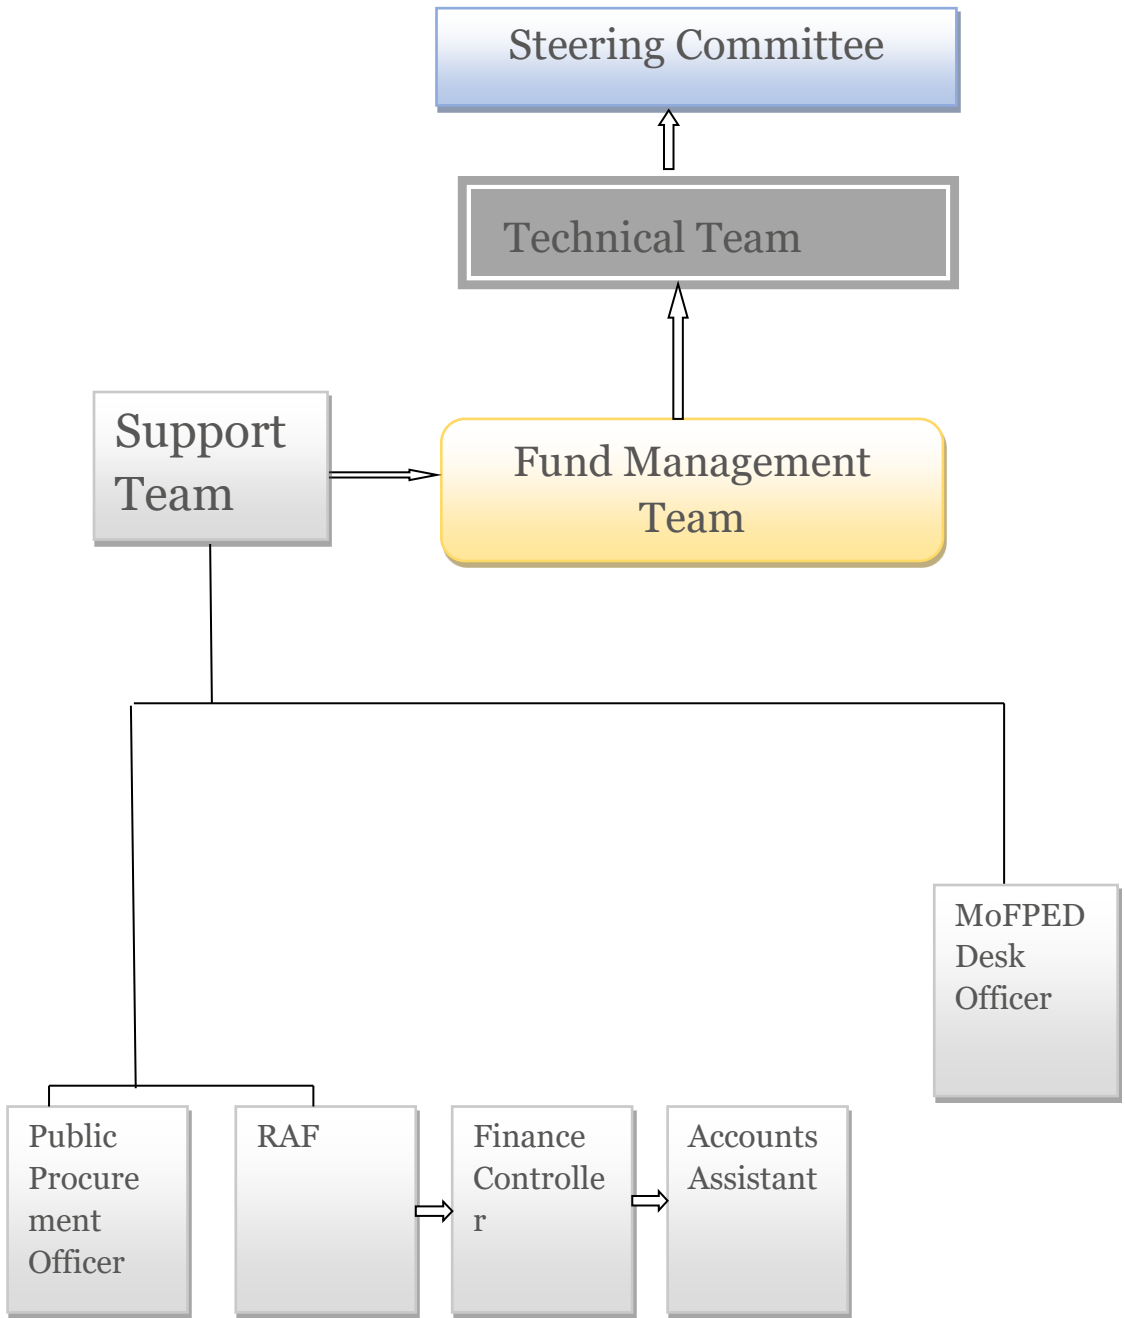 Steering Committee
Technical Team
Support
Team
Fund Management
Team
MoFPED
Desk
Officer
Public
Procure
ment
Officer
RAF
Finance
Controlle
r
Accounts
Assistant